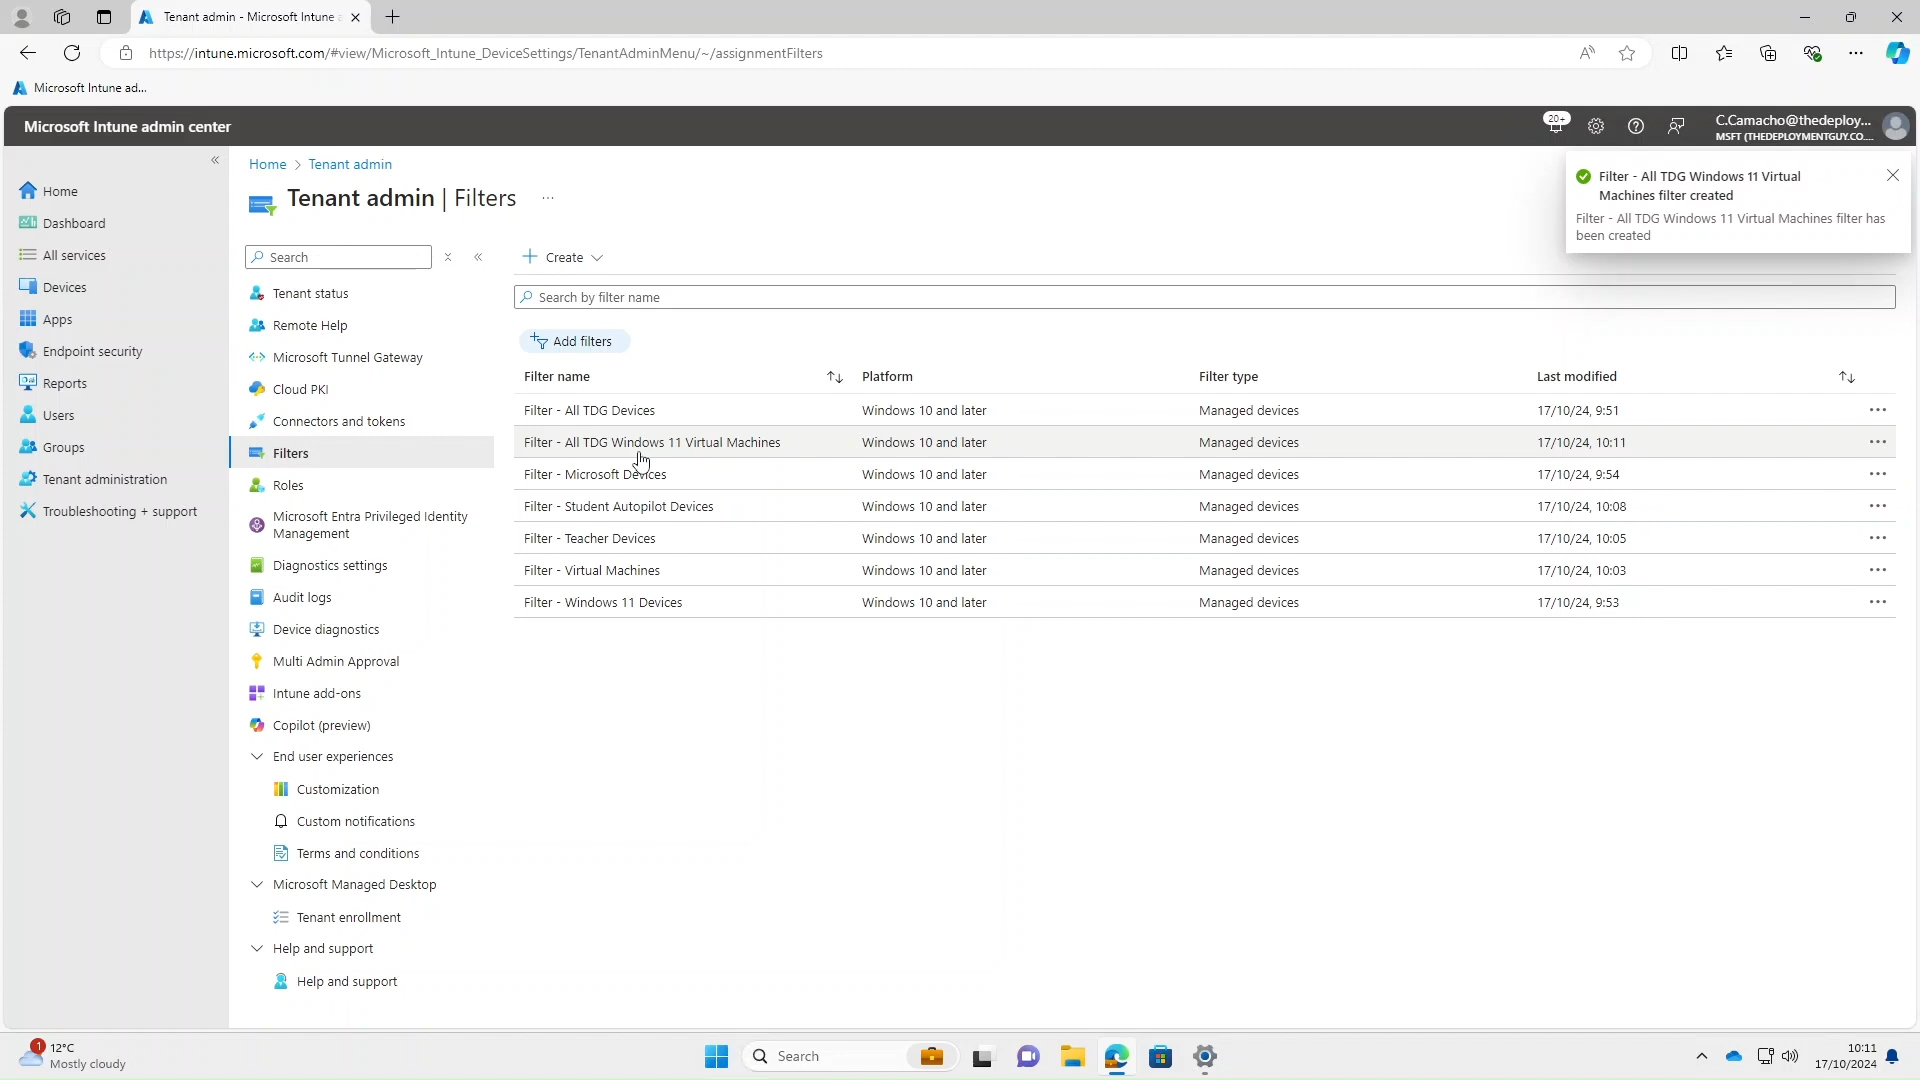 Tenant admin - Microsoft Intune a
https://intune.microsoft.com/#view/Microsoft_Intune_DeviceSettings/TenantAdminMenu/~/assignmentFilters
Microsoft Intune ad...
Microsoft Intune admin center
20+
C.Camacho@thedeploy...
MSFT (THEDEPLOYMENTGUY.CO....
Home
Dashboard
All services
Devices
Apps
Endpoint security
Reports
Users
Groups
Tenant administration
Troubleshooting + support
Home > Tenant admin
Tenant admin | Filters ...
Search
Tenant status
Remote Help
Microsoft Tunnel Gateway
Cloud PKI
Connectors and tokens
Filters
Roles
Microsoft Entra Privileged Identity
Management
Diagnostics settings
Audit logs
Device diagnostics
Multi Admin Approval
Intune add-ons
Copilot (preview)
End user experiences
Customization
Custom notifications
Terms and conditions
Microsoft Managed Desktop
Tenant enrollment
Help and support
Help and support
Create
Search by filter name
Add filters
Filter name Platform Filter type Last modified
Filter - All TDG Devices Windows 10 and later Managed devices 17/10/24, 9:51
Filter - All TDG Windows 11 Virtual Machines Windows 10 and later Managed devices 17/10/24, 10:11
Filter - Microsoft Devices Windows 10 and later Managed devices 17/10/24, 9:54
Filter - Student Autopilot Devices Windows 10 and later Managed devices 17/10/24, 10:08
Filter - Teacher Devices Windows 10 and later Managed devices 17/10/24, 10:05
Filter - Virtual Machines Windows 10 and later Managed devices 17/10/24, 10:03
Filter - Windows 11 Devices Windows 10 and later Managed devices 17/10/24, 9:53
Filter - All TDG Windows 11 Virtual
Machines filter created
Filter - All TDG Windows 11 Virtual Machines filter has
been created
1
12°C
Mostly cloudy
Search
10:11
17/10/2024